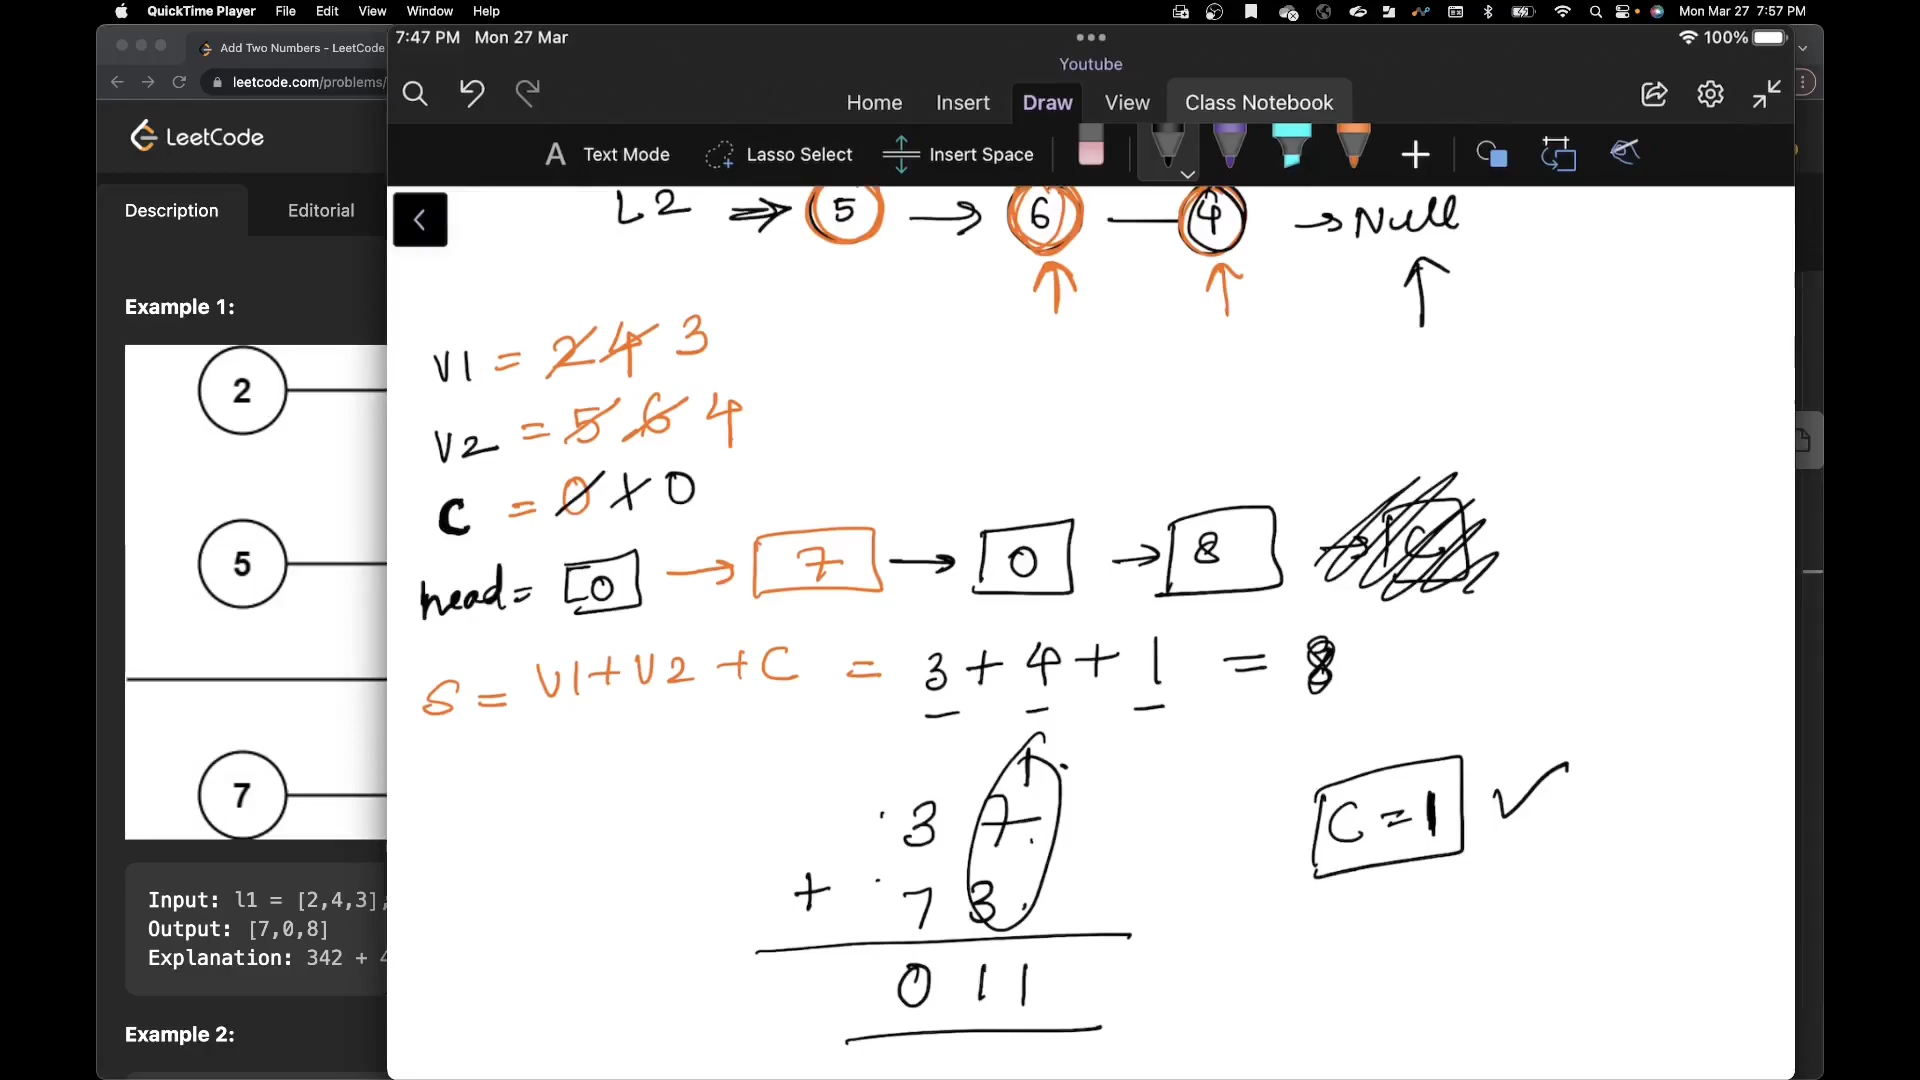 QuickTime Player File Edit View Window Help Mon Mar 27 7:57 PM
Add Two Numbers - LeetCode
7:47 PM Mon 27 Mar 100%
leetcode.com/problems/
Youtube
LeetCode
Home Insert Draw View Class Notebook
Text Mode Lasso Select Insert Space
Description Editorial
L2 5 → 6 4 → Null
Example 1:
2
5
7
Input: l1 = [2,4,3],
Output: [7,0,8]
Explanation: 342 + 4
Example 2:
V1 = 2 4 3
V2 = 5 6 4
C = 0 1 0
head = 0 → 7 → 0 → 8 → C
S = V1 + V2 + C = 3 + 4 + 1 = 8
1
3 7
+ 7 3
0 1 1
C = 1 ✓